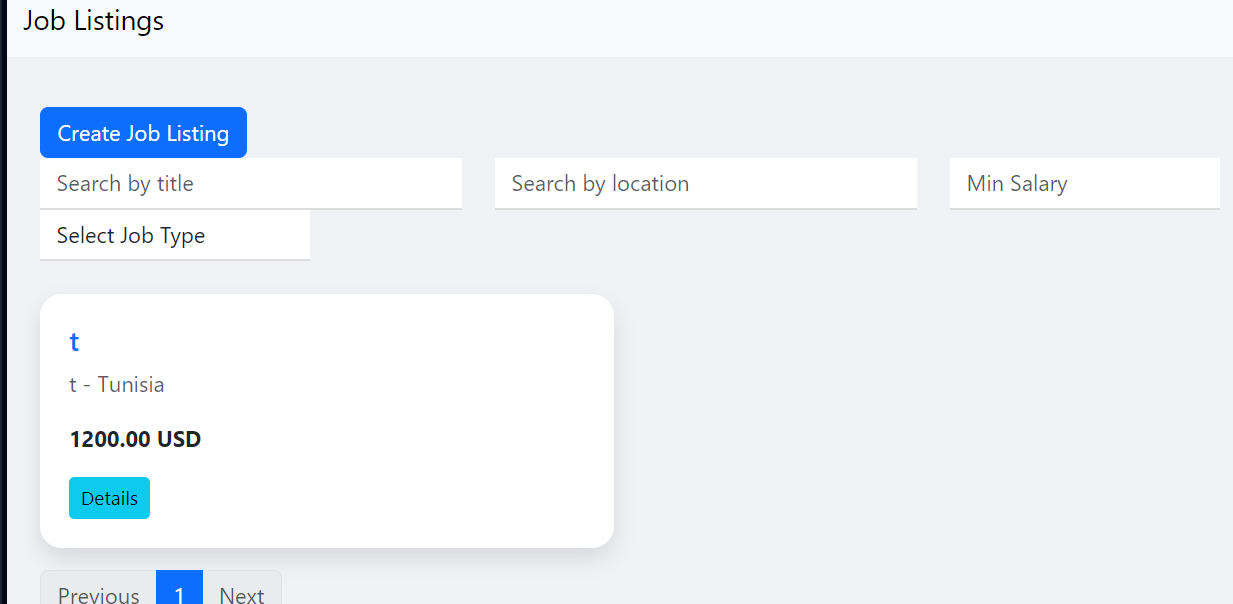 Job Listings
Create Job Listing
Search by title Search by location Min Salary
Select Job Type
t
t - Tunisia
1200.00 USD
Details
Previous 1 Next